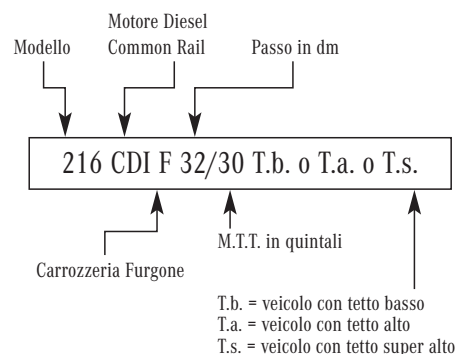 Motore Diesel
Modello Common Rail Passo in dm
216 CDI F 32/30 T.b. o T.a. o T.s.
M.T.T. in quintali
Carrozzeria Furgone
T.b. = veicolo con tetto basso
T.a. = veicolo con tetto alto
T.s. = veicolo con tetto super alto